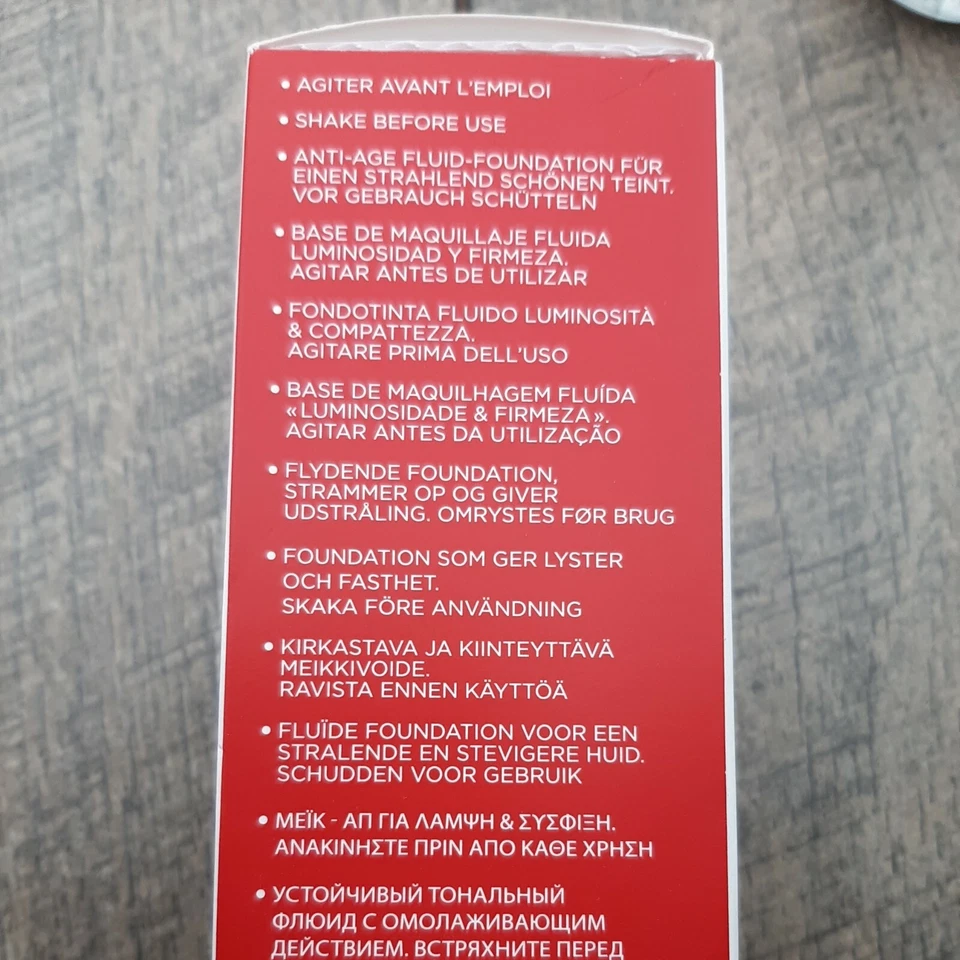 • AGITER AVANT L'EMPLOI
• SHAKE BEFORE USE
• ANTI-AGE FLUID-FOUNDATION FÜR
EINEN STRAHLEND SCHÖNEN TEINT.
VOR GEBRAUCH SCHÜTTELN
• BASE DE MAQUILLAJE FLUIDA
LUMINOSIDAD Y FIRMEZA.
AGITAR ANTES DE UTILIZAR
• FONDOTINTA FLUIDO LUMINOSITÀ
& COMPATTEZZA.
AGITARE PRIMA DELL'USO
• BASE DE MAQUILHAGEM FLUÍDA
«LUMINOSIDADE & FIRMEZA».
AGITAR ANTES DA UTILIZAÇÃO
• FLYDENDE FOUNDATION,
STRAMMER OP OG GIVER
UDSTRÅLING. OMRYSTES FØR BRUG
• FOUNDATION SOM GER LYSTER
OCH FASTHET.
SKAKA FÖRE ANVÄNDNING
• KIRKASTAVA JA KIINTEYTTÄVÄ
MEIKKIVOIDE.
RAVISTA ENNEN KÄYTTÖÄ
• FLUÏDE FOUNDATION VOOR EEN
STRALENDE EN STEVIGERE HUID.
SCHUDDEN VOOR GEBRUIK
• ΜΕΪΚ - ΑΠ ΓΙΑ ΛΑΜΨΗ & ΣΥΣΦΙΞΗ.
ΑΝΑΚΙΝΗΣΤΕ ΠΡΙΝ ΑΠΟ ΚΑΘΕ ΧΡΗΣΗ
• УСТОЙЧИВЫЙ ТОНАЛЬНЫЙ
ФЛЮИД С ОМОЛАЖИВАЮЩИМ
ДЕЙСТВИЕМ. ВСТРЯХНИТЕ ПЕРЕД